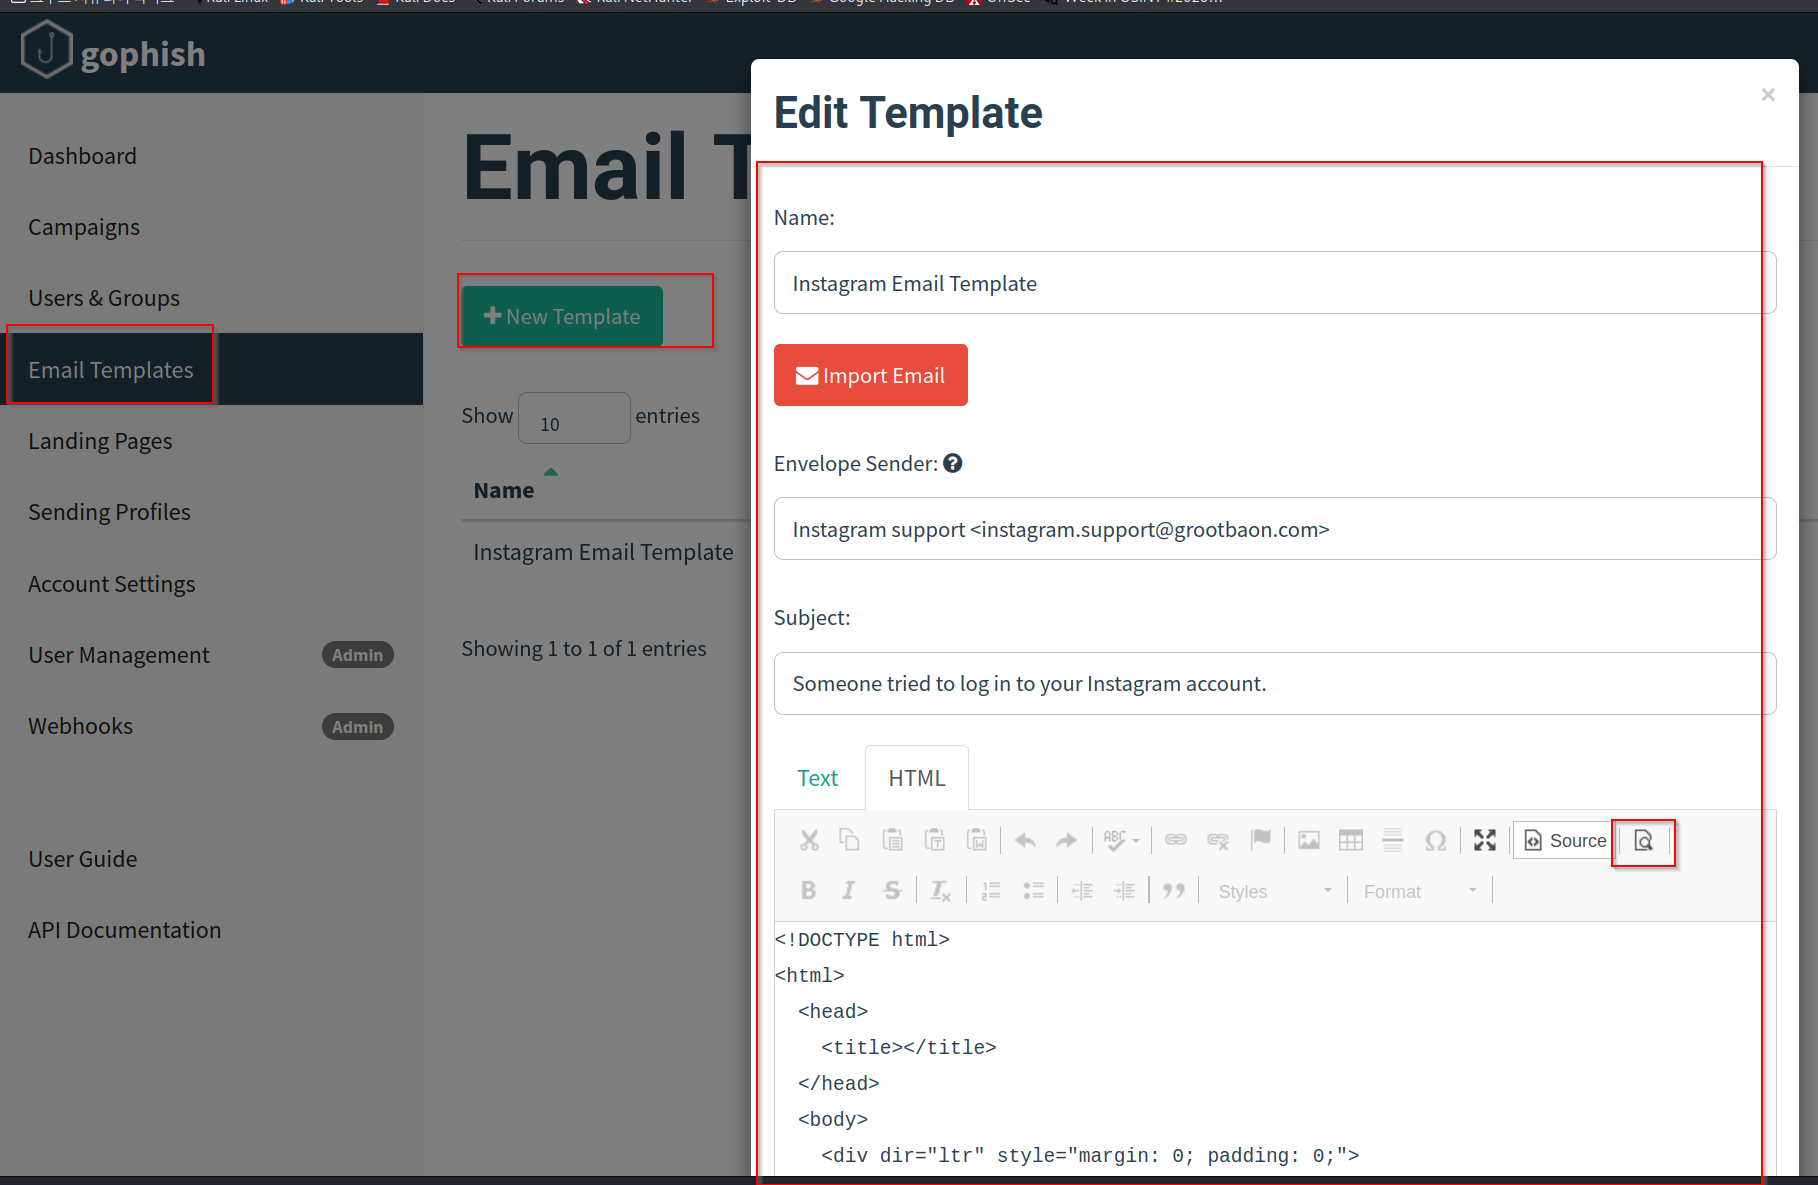 Kali Linux Kali Tools Kali Docs Kali Forums Kali NetHunter Exploit-DB Google Hacking DB OffSec
gophish
Dashboard
Campaigns
Users & Groups
Email Templates
Landing Pages
Sending Profiles
Account Settings
User Management Admin
Webhooks Admin
User Guide
API Documentation
Email T
New Template
Show 10 entries
Name
Instagram Email Template
Showing 1 to 1 of 1 entries
Edit Template
×
Name:
Instagram Email Template
Import Email
Envelope Sender:
Instagram support <instagram.support@grootbaon.com>
Subject:
Someone tried to log in to your Instagram account.
Text HTML
ABC Ω Source
B I S Tx Styles Format
<!DOCTYPE html>
<html>
<head>
<title></title>
</head>
<body>
<div dir="ltr" style="margin: 0; padding: 0;">